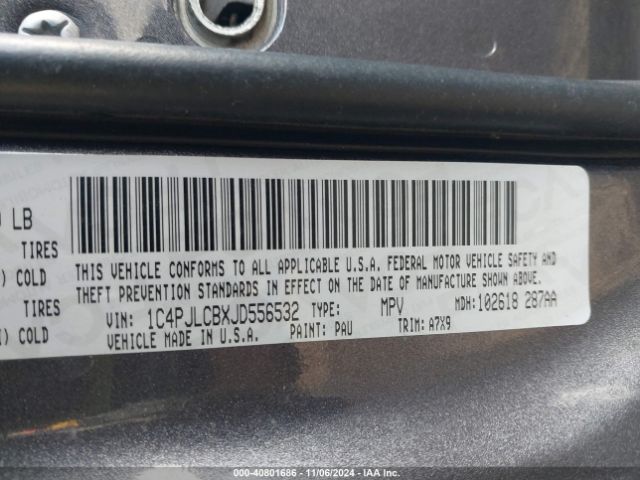 LB
TIRES
COLD
TIRES
COLD
THIS VEHICLE CONFORMS TO ALL APPLICABLE U.S.A. FEDERAL MOTOR VEHICLE SAFETY AND
THEFT PREVENTION STANDARDS IN EFFECT ON THE DATE OF MANUFACTURE SHOWN ABOVE.
VIN: 1C4PJLCBXJD556532 TYPE: MPV MDH:102618 287AA
VEHICLE MADE IN U.S.A. PAINT: PAU TRIM: A7X9
000-40801686 - 11/06/2024 - IAA Inc.